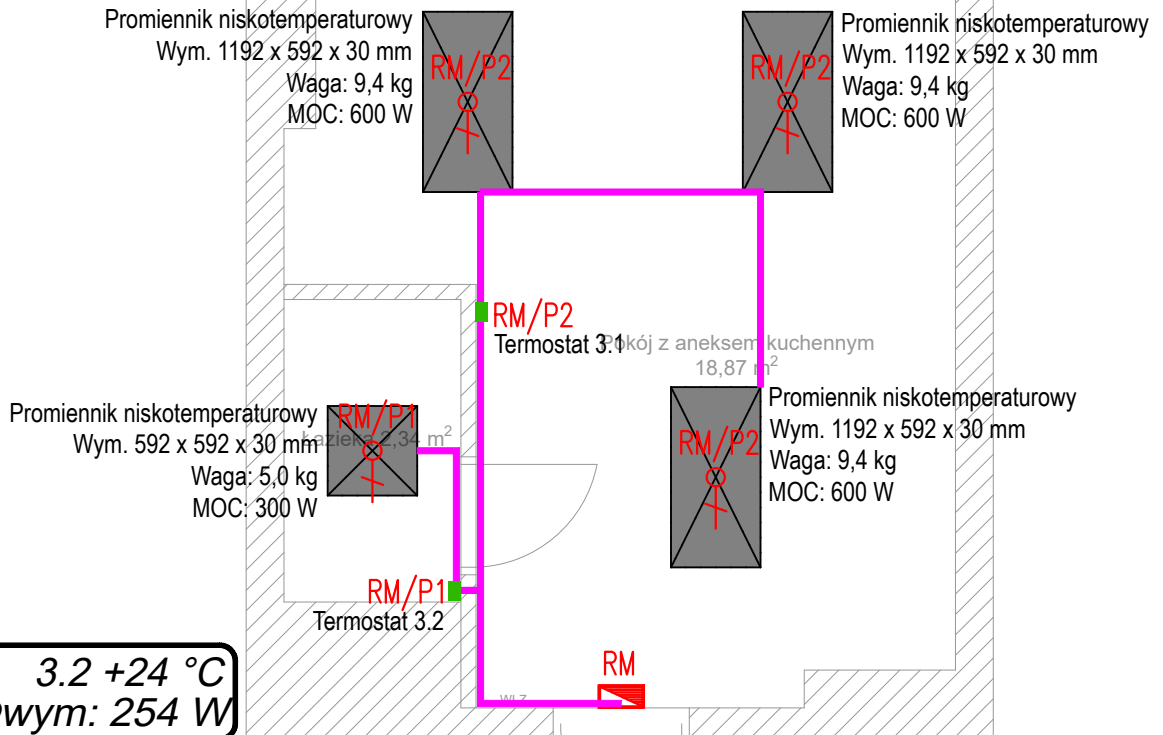 Promiennik niskotemperaturowy
Wym. 1192 x 592 x 30 mm
Waga: 9,4 kg
MOC: 600 W
RM/P2
RM/P2
Promiennik niskotemperaturowy
Wym. 1192 x 592 x 30 mm
Waga: 9,4 kg
MOC: 600 W
RM/P2
Termostat 3.1
Pokój z aneksem kuchennym
18,87 m²
Promiennik niskotemperaturowy
Wym. 592 x 592 x 30 mm
Waga: 5,0 kg
MOC: 300 W
RM/P1
Łazieka 2,34 m²
RM/P2
Promiennik niskotemperaturowy
Wym. 1192 x 592 x 30 mm
Waga: 9,4 kg
MOC: 600 W
RM/P1
Termostat 3.2
RM
WLZ
3.2 +24 °C
wym: 254 W